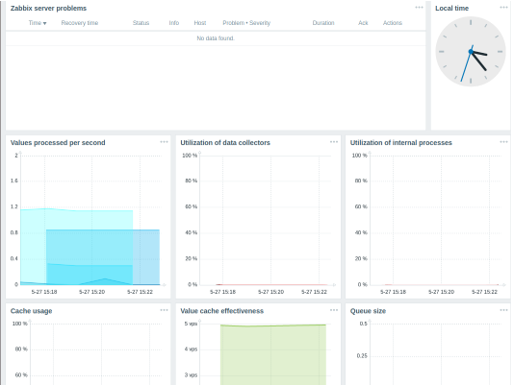 Zabbix server problems
Time Recovery time Status Info Host Problem • Severity Duration Ack Actions
No data found.
Local time
Values processed per second
2
1.6
1.2
0.8
0.4
0
5-27 15:18 5-27 15:20 5-27 15:22
Utilization of data collectors
100 %
80 %
60 %
40 %
20 %
0 %
5-27 15:18 5-27 15:20 5-27 15:22
Utilization of internal processes
100 %
80 %
60 %
40 %
20 %
0 %
5-27 15:18 5-27 15:20 5-27 15:22
Cache usage
100 %
80 %
60 %
Value cache effectiveness
5 vps
4 vps
3 vps
Queue size
0.5
0.25